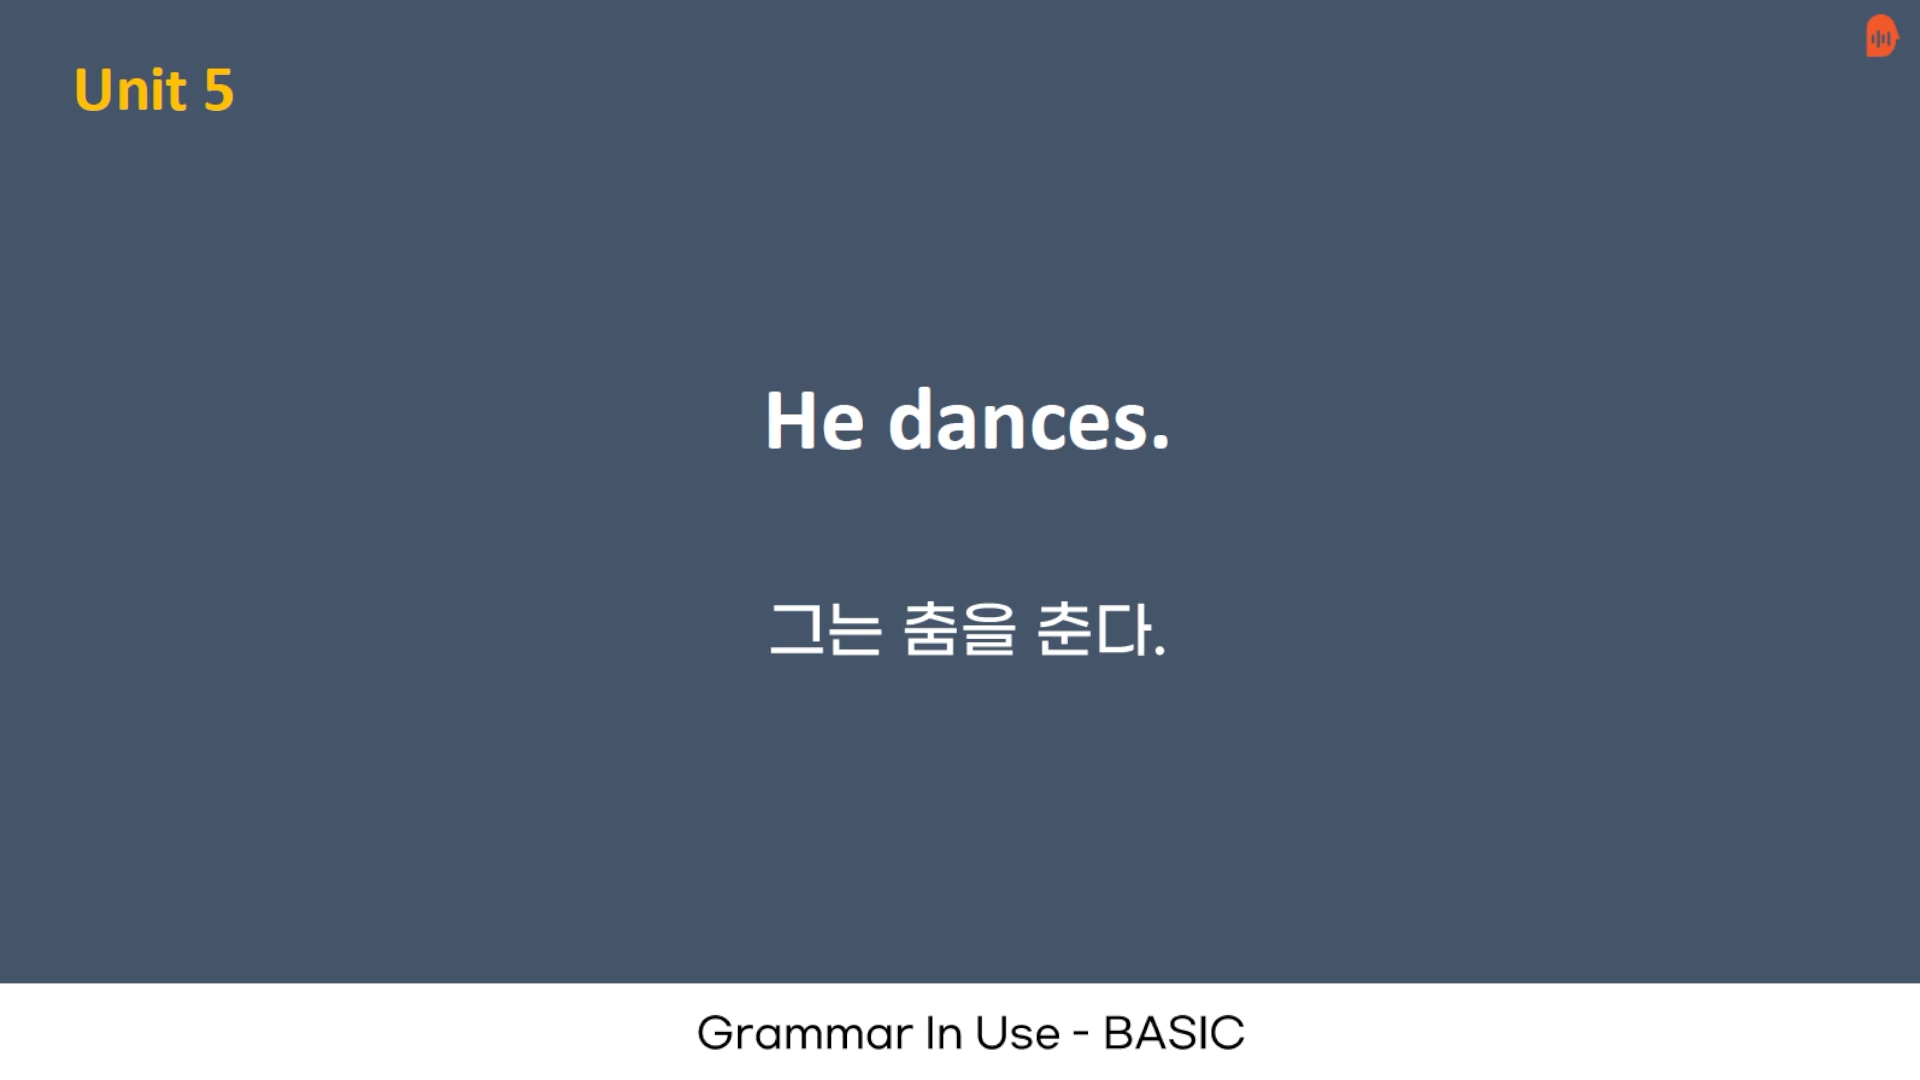 Unit 5
He dances.
그는 춤을 춘다.
Grammar In Use - BASIC